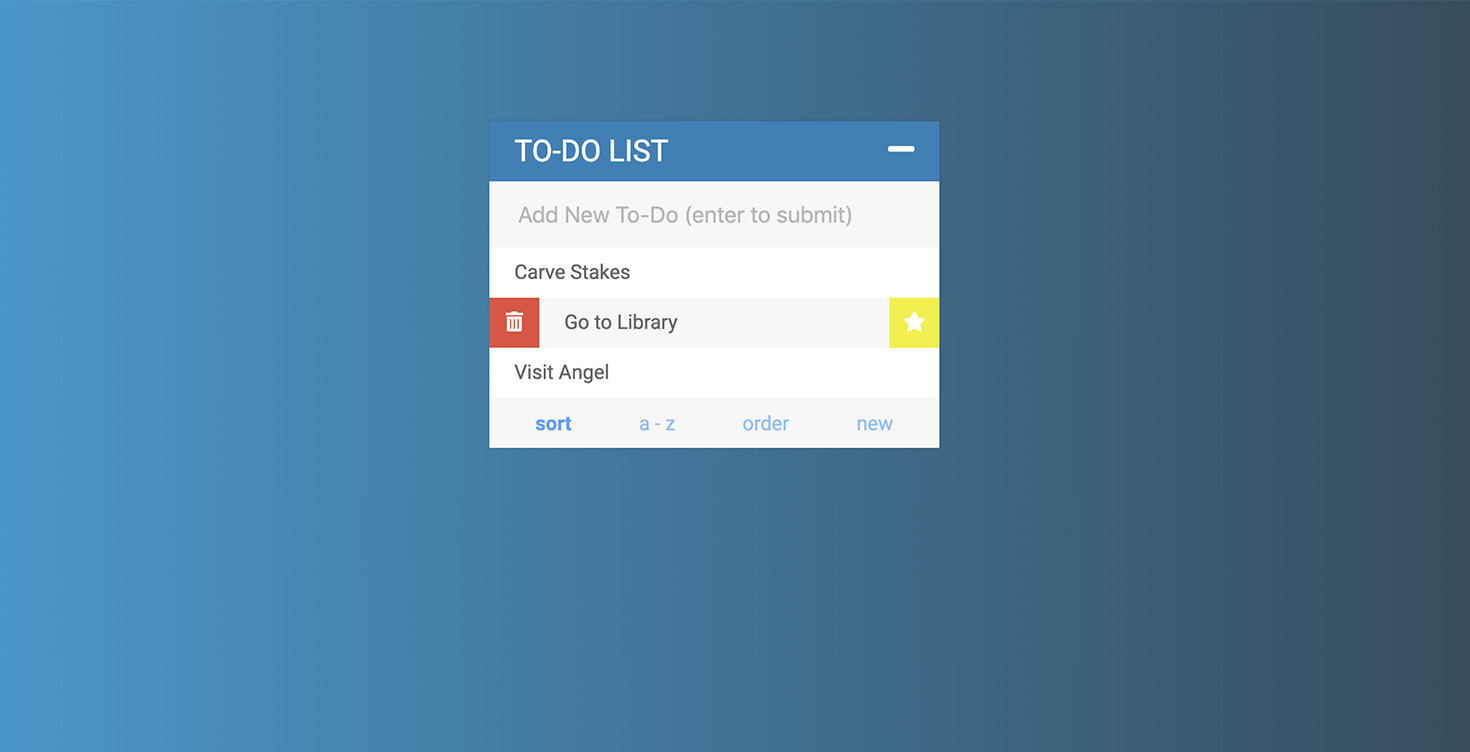 TO-DO LIST
Add New To-Do (enter to submit)
Carve Stakes
Go to Library
Visit Angel
sort a - z order new